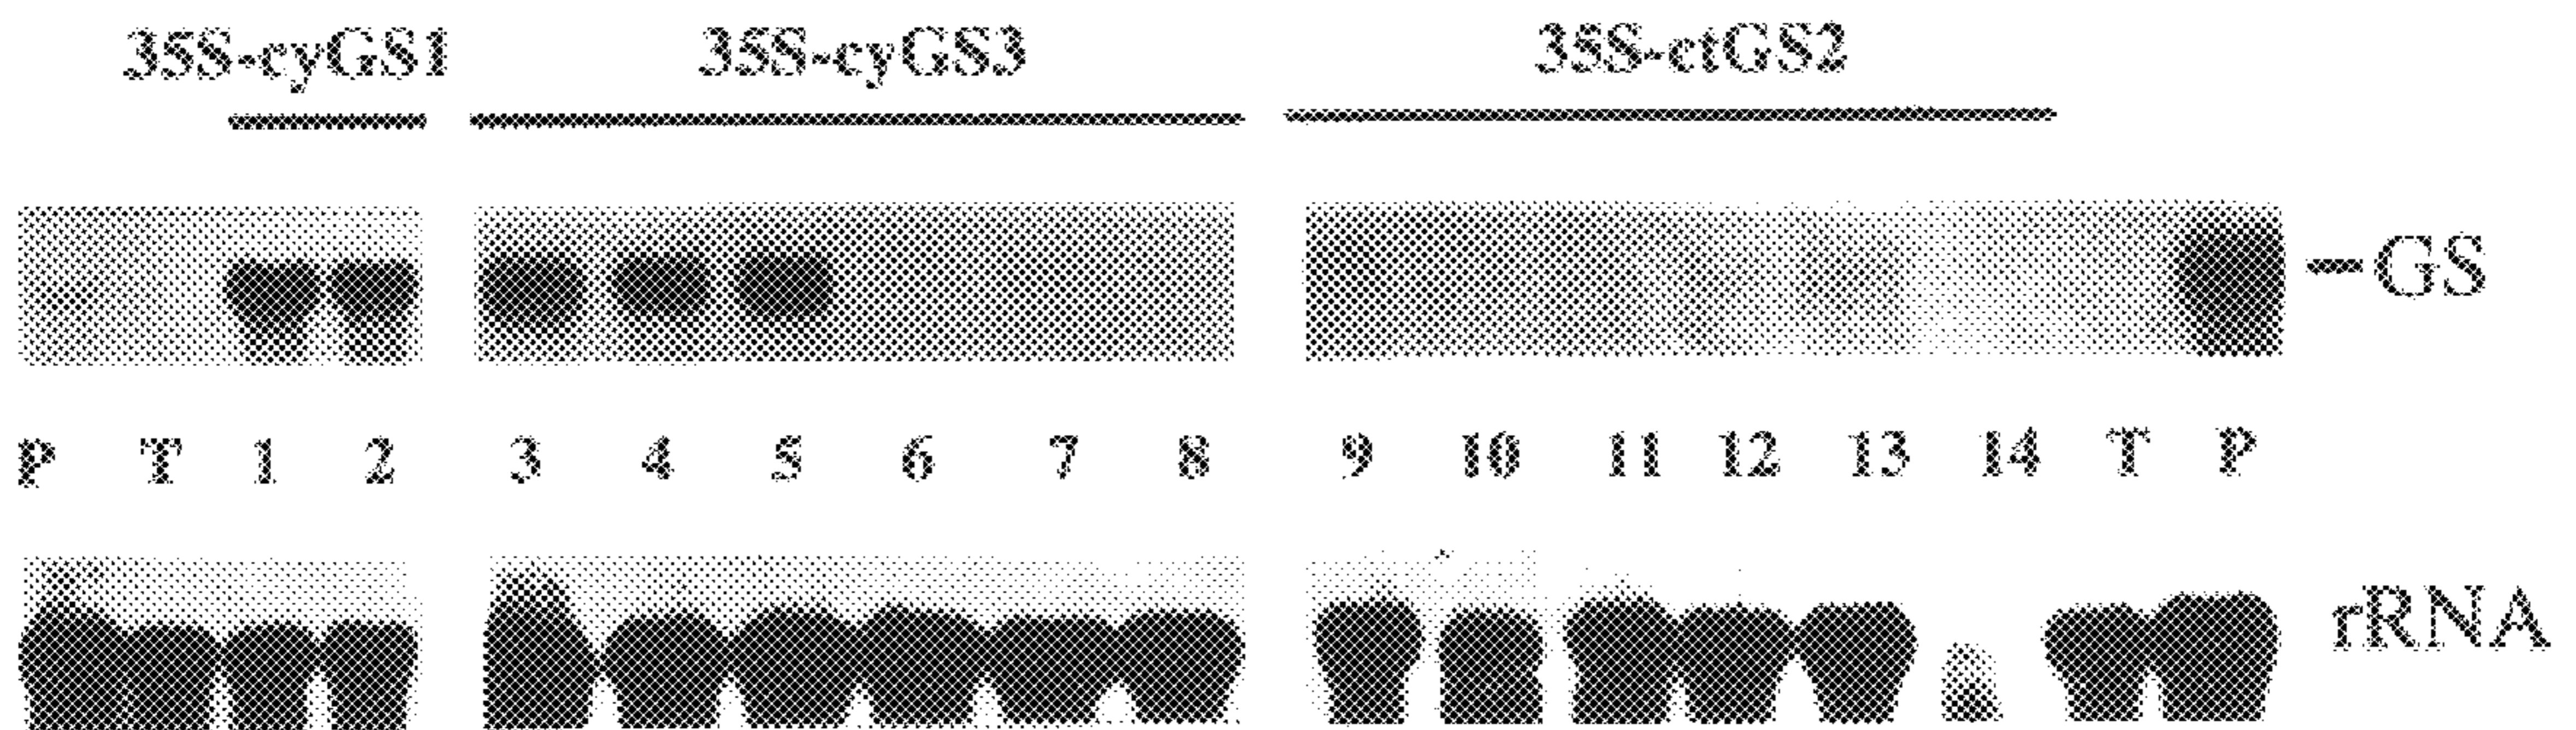 35S-cyGS1 35S-cyGS3 35S-ctGS2
GS
P T 1 2 3 4 5 6 7 8 9 10 11 12 13 14 T P
rRNA